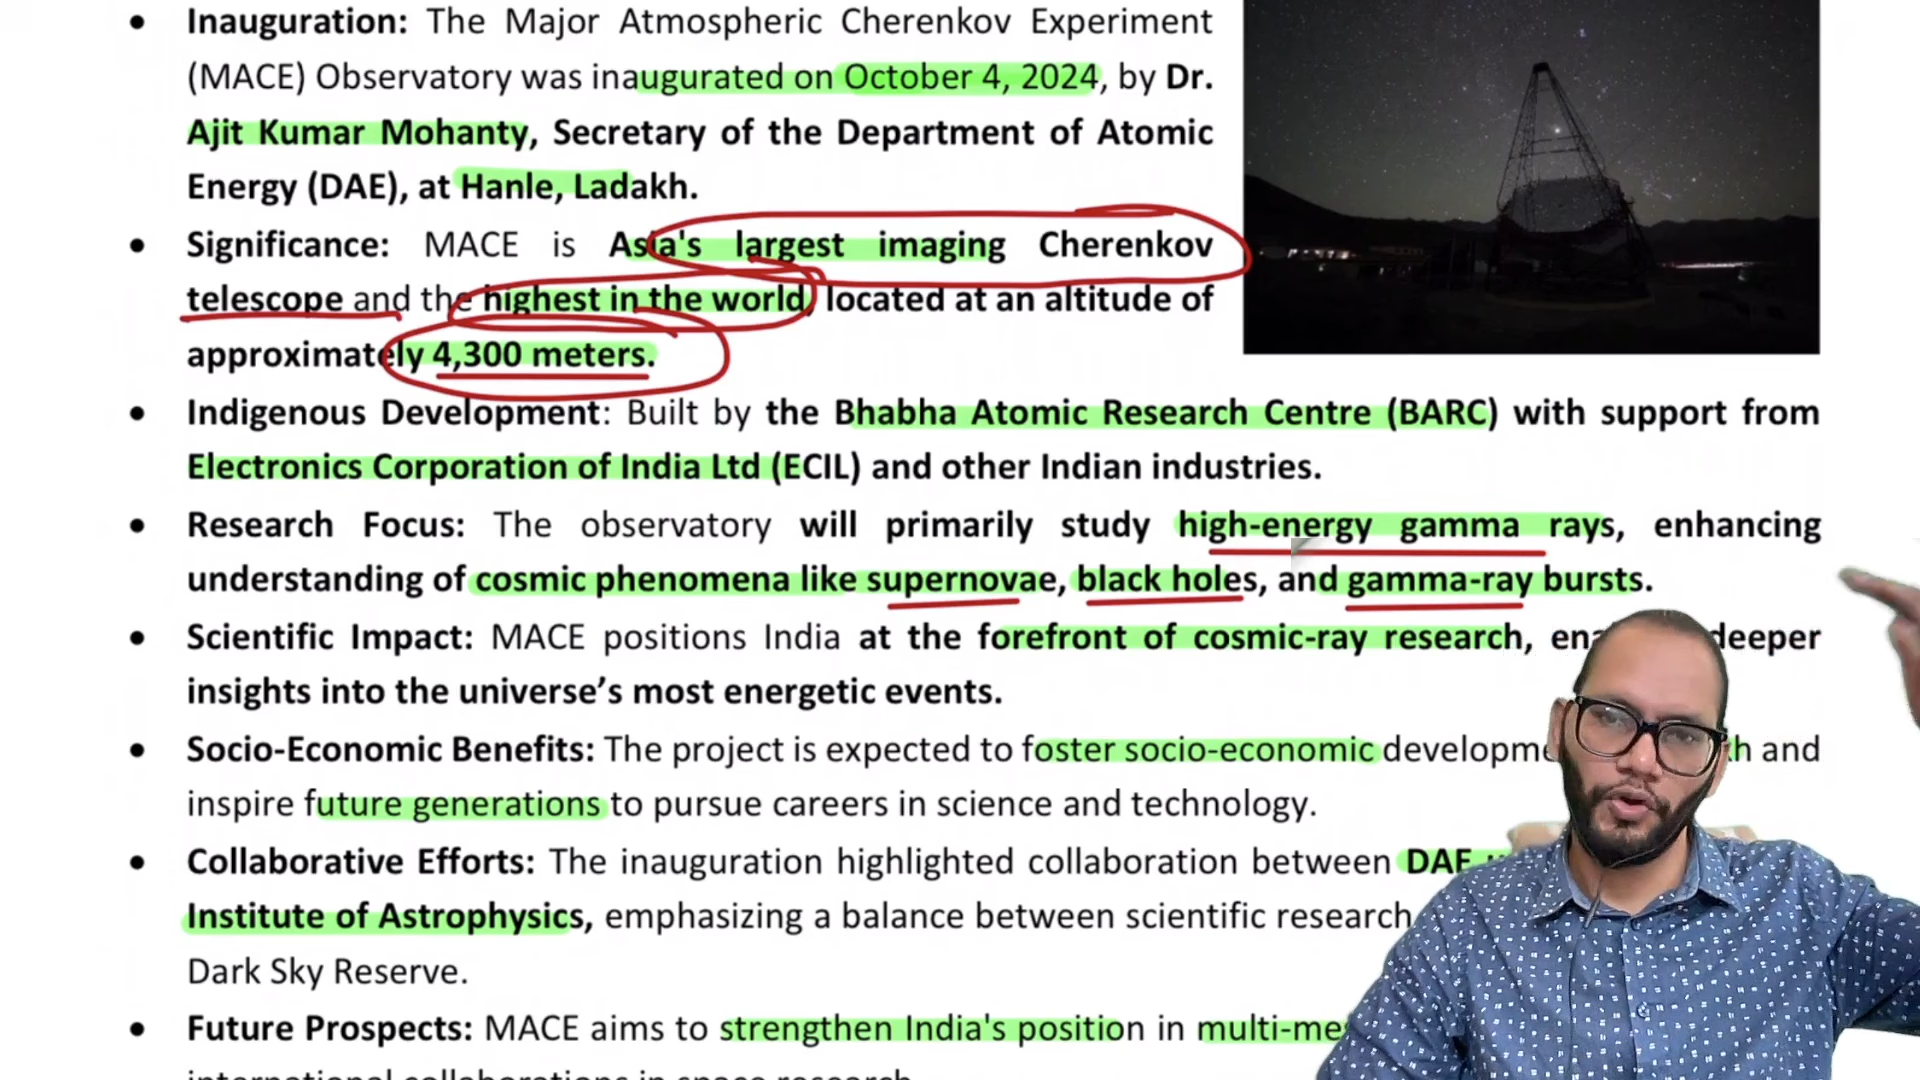 • Inauguration: The Major Atmospheric Cherenkov Experiment
(MACE) Observatory was inaugurated on October 4, 2024, by Dr.
Ajit Kumar Mohanty, Secretary of the Department of Atomic
Energy (DAE), at Hanle, Ladakh.
• Significance: MACE is Asia's largest imaging Cherenkov
telescope and the highest in the world, located at an altitude of
approximately 4,300 meters.
• Indigenous Development: Built by the Bhabha Atomic Research Centre (BARC) with support from
Electronics Corporation of India Ltd (ECIL) and other Indian industries.
• Research Focus: The observatory will primarily study high-energy gamma rays, enhancing
understanding of cosmic phenomena like supernovae, black holes, and gamma-ray bursts.
• Scientific Impact: MACE positions India at the forefront of cosmic-ray research, deeper
insights into the universe’s most energetic events.
• Socio-Economic Benefits: The project is expected to foster socio-economic and
inspire future generations to pursue careers in science and technology.
• Collaborative Efforts: The inauguration highlighted collaboration between DAE
Institute of Astrophysics, emphasizing a balance between scientific research
Dark Sky Reserve.
• Future Prospects: MACE aims to strengthen India's position in
international collaborations in space research.